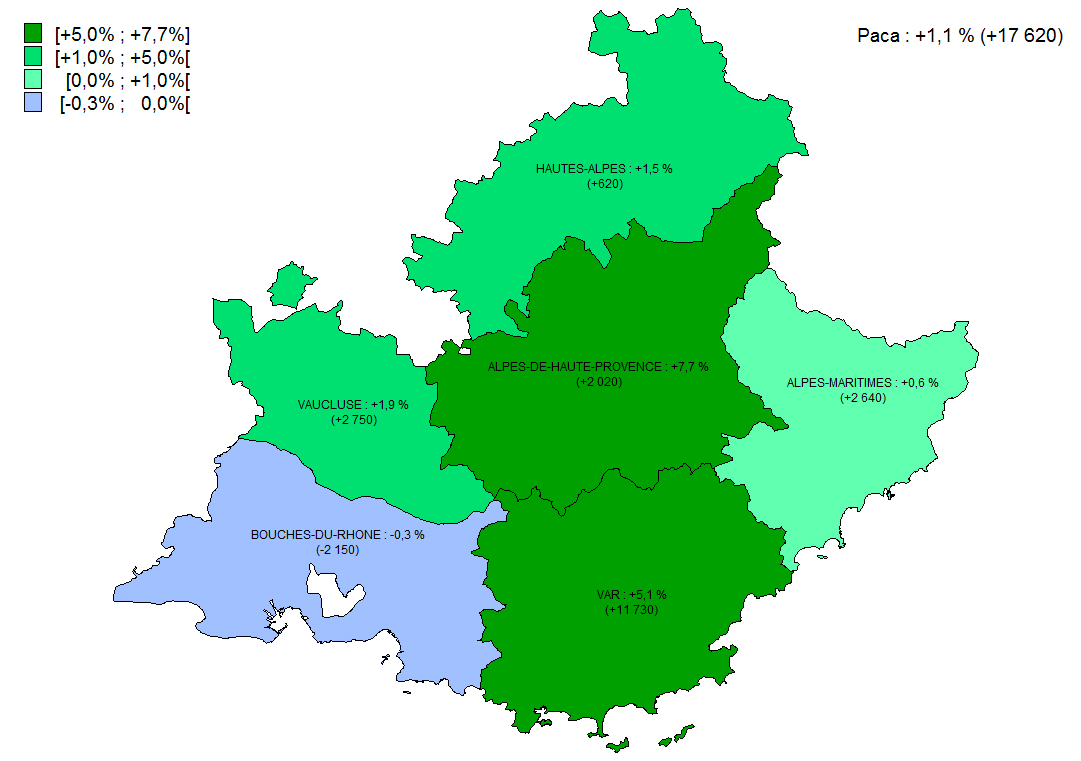 [+5,0% ; +7,7%]
[+1,0% ; +5,0%[
[0,0% ; +1,0%[
[-0,3% ; 0,0%[
Paca : +1,1 % (+17 620)
HAUTES-ALPES : +1,5 %
(+620)
ALPES-DE-HAUTE-PROVENCE : +7,7 %
(+2 020)
ALPES-MARITIMES : +0,6 %
(+2 640)
VAUCLUSE : +1,9 %
(+2 750)
BOUCHES-DU-RHONE : -0,3 %
(-2 150)
VAR : +5,1 %
(+11 730)